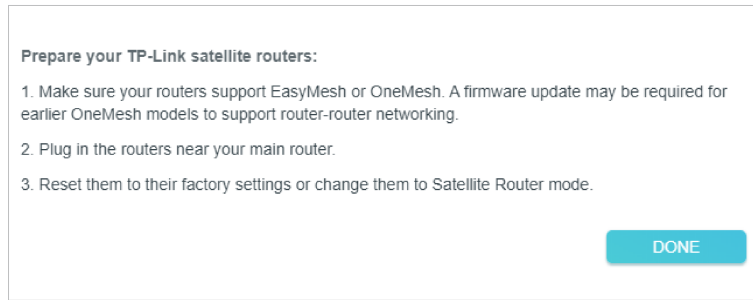 Prepare your TP-Link satellite routers:
1. Make sure your routers support EasyMesh or OneMesh. A firmware update may be required for
earlier OneMesh models to support router-router networking.
2. Plug in the routers near your main router.
3. Reset them to their factory settings or change them to Satellite Router mode.
DONE